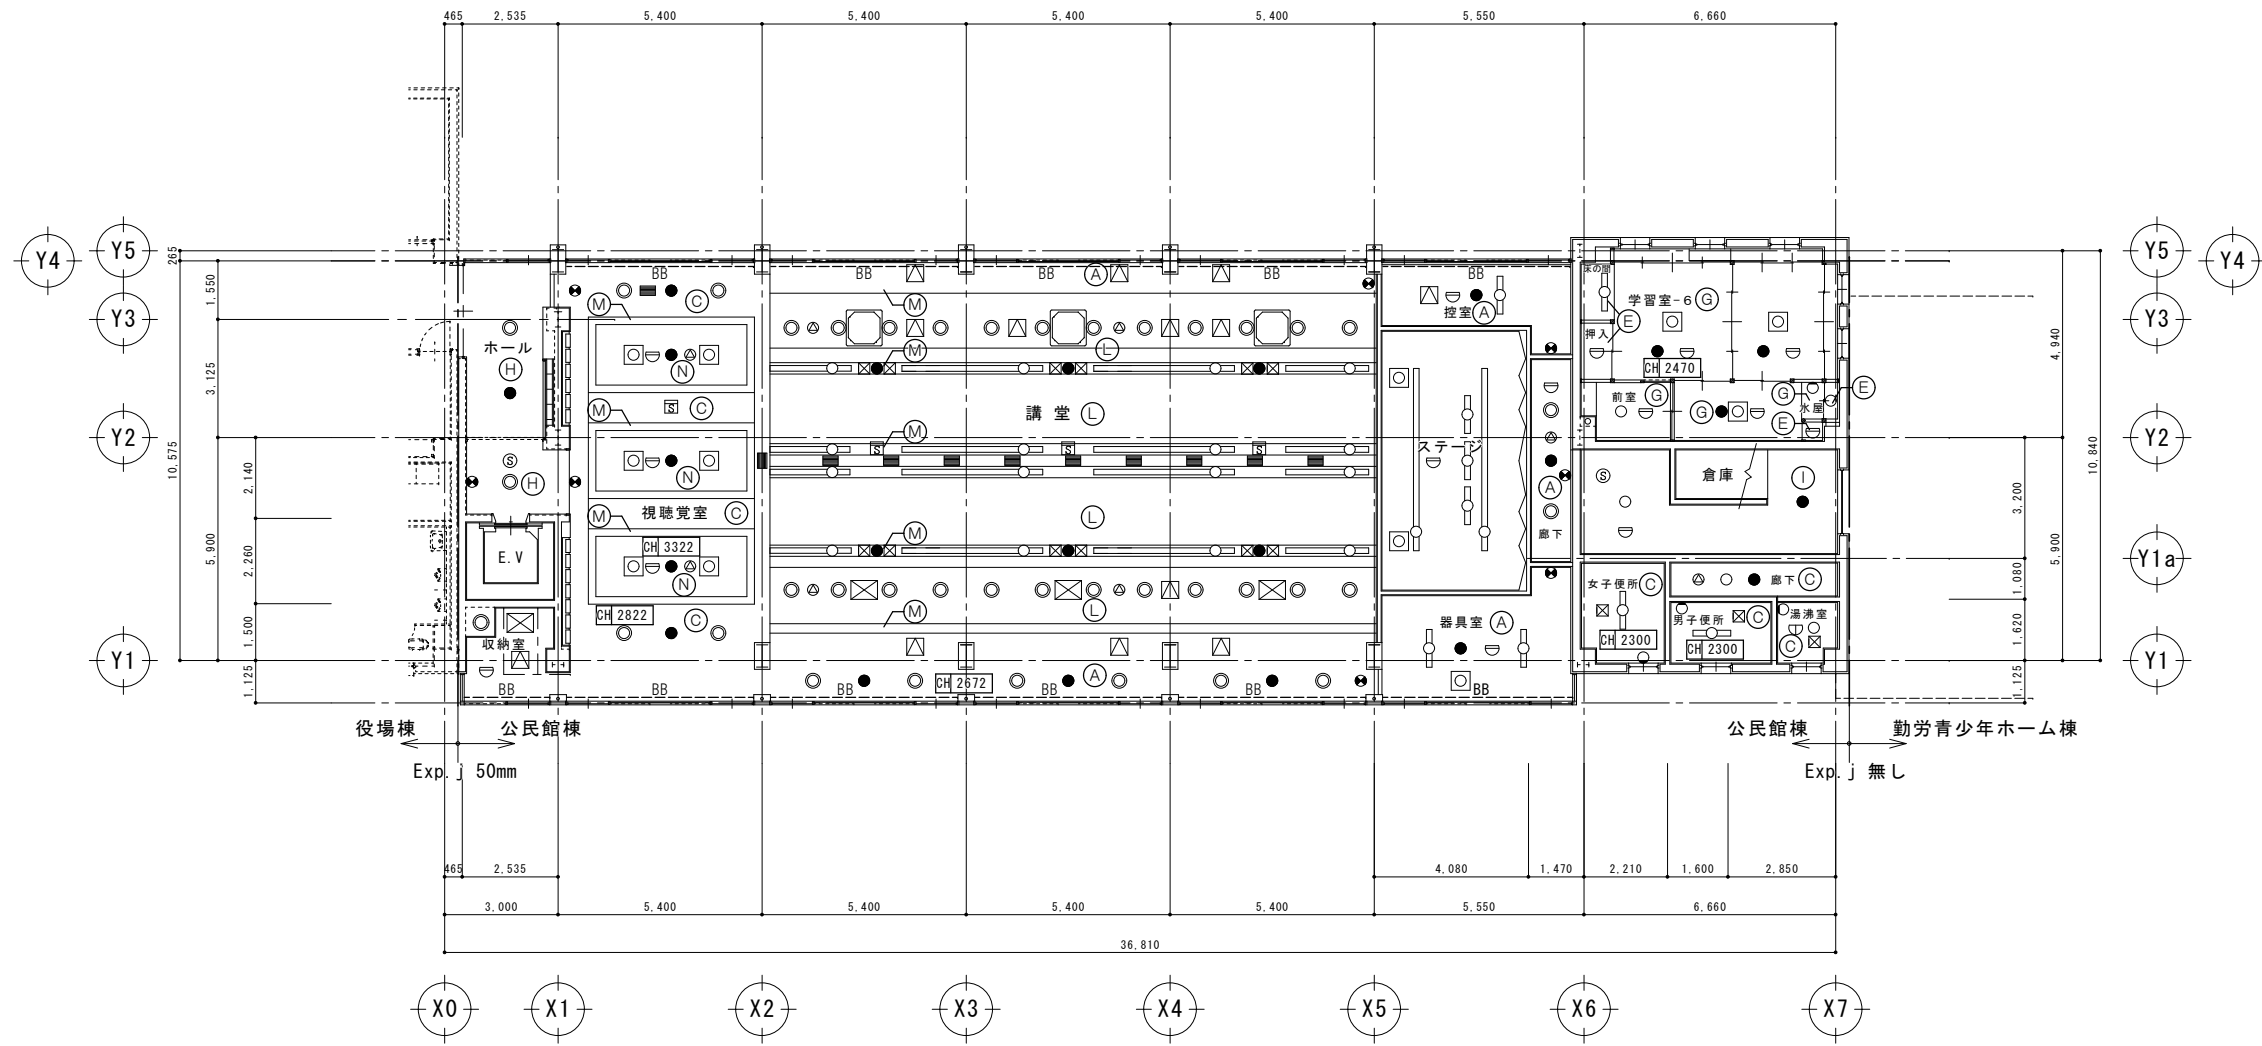 465 2,535 5,400 5,400 5,400 5,400 5,550 6,660
Y4 Y5 Y5 Y4
265
BB BB BB A BB BB
床の間
M C M 控室 A 学習室-6 G
1,550
Y3 Y3
E
押入
ホール M L
H N CH 2470
3,125 4,940
M S C 講堂 L 前室 G G G 水屋 E
E
Y2 M Y2
S S S S ステージ
10,575 10,840
S H N A S 倉庫 I
2,140 3,200
M 視聴覚室 C L
CH 3322 M 廊下
E.V
Y1a
5,900 2,260 N 女子便所 C 廊下 C 1,080 5,900
CH 2822 C M L
1,500 収納室 器具室 A CH 2300 男子便所 C 湯沸室 1,620
CH 2300 C
Y1 Y1
1,125 CH 2672 A 1,125
BB BB BB BB BB BB
役場棟 公民館棟 公民館棟 勤労青少年ホーム棟
Exp.j 50mm Exp.j 無し
465 2,535 4,080 1,470 2,210 1,600 2,850
3,000 5,400 5,400 5,400 5,400 5,550 6,660
36,810
X0 X1 X2 X3 X4 X5 X6 X7